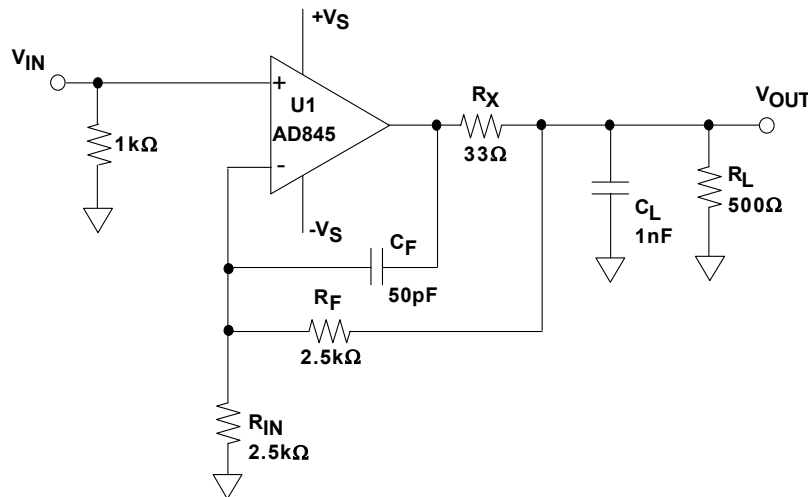 +VS
VIN
+
U1
AD845
-
1kΩ
-VS
RX
33Ω
VOUT
CL
1nF
RL
500Ω
CF
50pF
RF
2.5kΩ
RIN
2.5kΩ